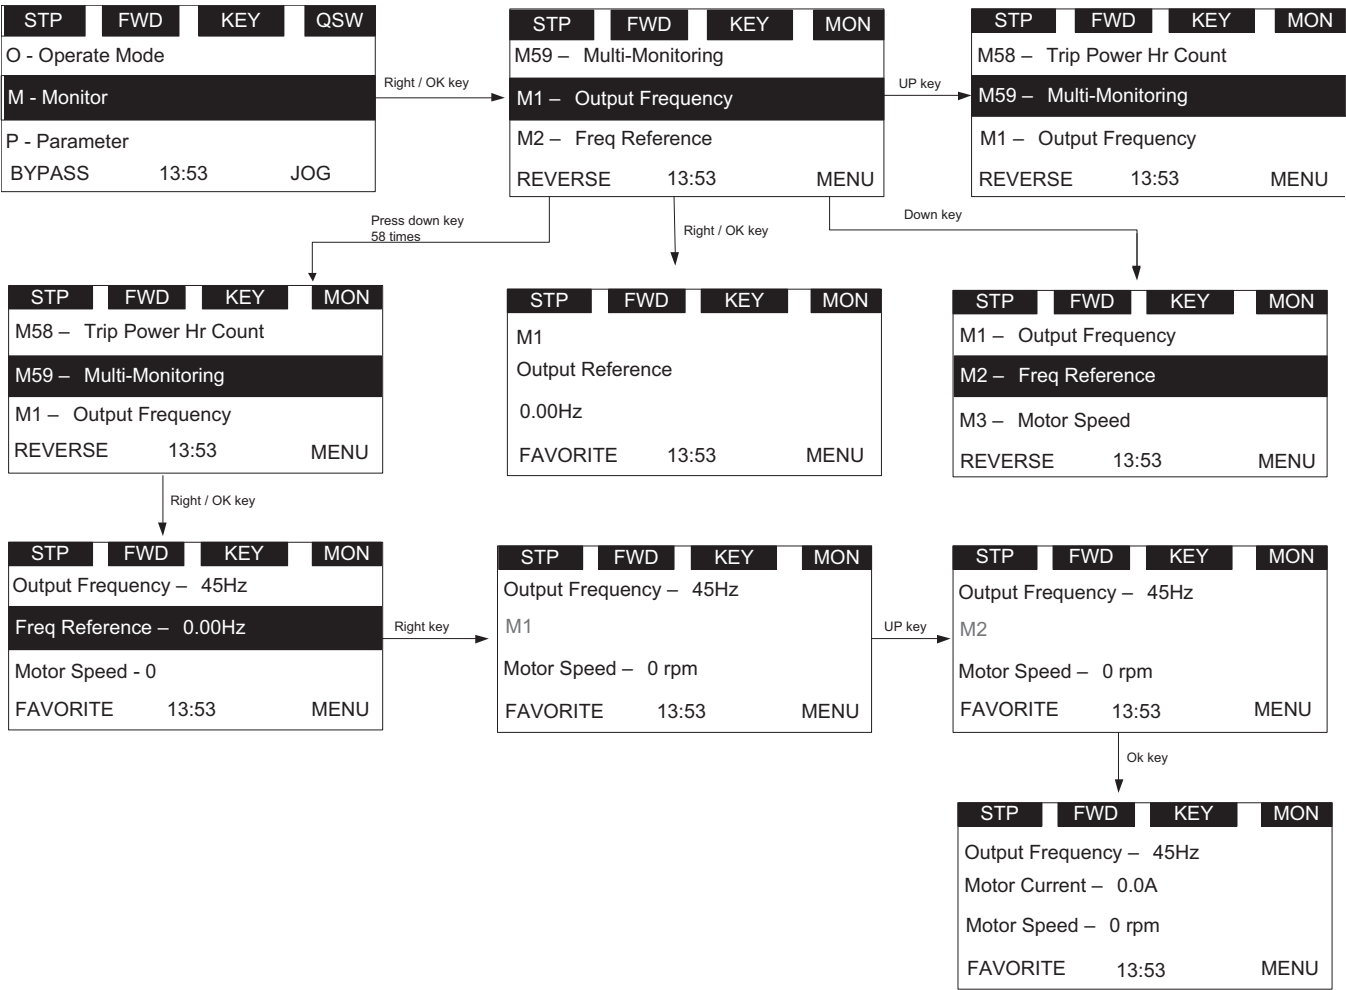 STP FWD KEY QSW
O - Operate Mode
M - Monitor
P - Parameter
BYPASS 13:53 JOG
Right / OK key
STP FWD KEY MON
M59 – Multi-Monitoring
M1 – Output Frequency
M2 – Freq Reference
REVERSE 13:53 MENU
UP key
STP FWD KEY MON
M58 – Trip Power Hr Count
M59 – Multi-Monitoring
M1 – Output Frequency
REVERSE 13:53 MENU
Press down key
58 times
Right / OK key
Down key
STP FWD KEY MON
M58 – Trip Power Hr Count
M59 – Multi-Monitoring
M1 – Output Frequency
REVERSE 13:53 MENU
STP FWD KEY MON
M1
Output Reference
0.00Hz
FAVORITE 13:53 MENU
STP FWD KEY MON
M1 – Output Frequency
M2 – Freq Reference
M3 – Motor Speed
REVERSE 13:53 MENU
Right / OK key
STP FWD KEY MON
Output Frequency – 45Hz
Freq Reference – 0.00Hz
Motor Speed - 0
FAVORITE 13:53 MENU
Right key
STP FWD KEY MON
Output Frequency – 45Hz
M1
Motor Speed – 0 rpm
FAVORITE 13:53 MENU
UP key
STP FWD KEY MON
Output Frequency – 45Hz
M2
Motor Speed – 0 rpm
FAVORITE 13:53 MENU
Ok key
STP FWD KEY MON
Output Frequency – 45Hz
Motor Current – 0.0A
Motor Speed – 0 rpm
FAVORITE 13:53 MENU